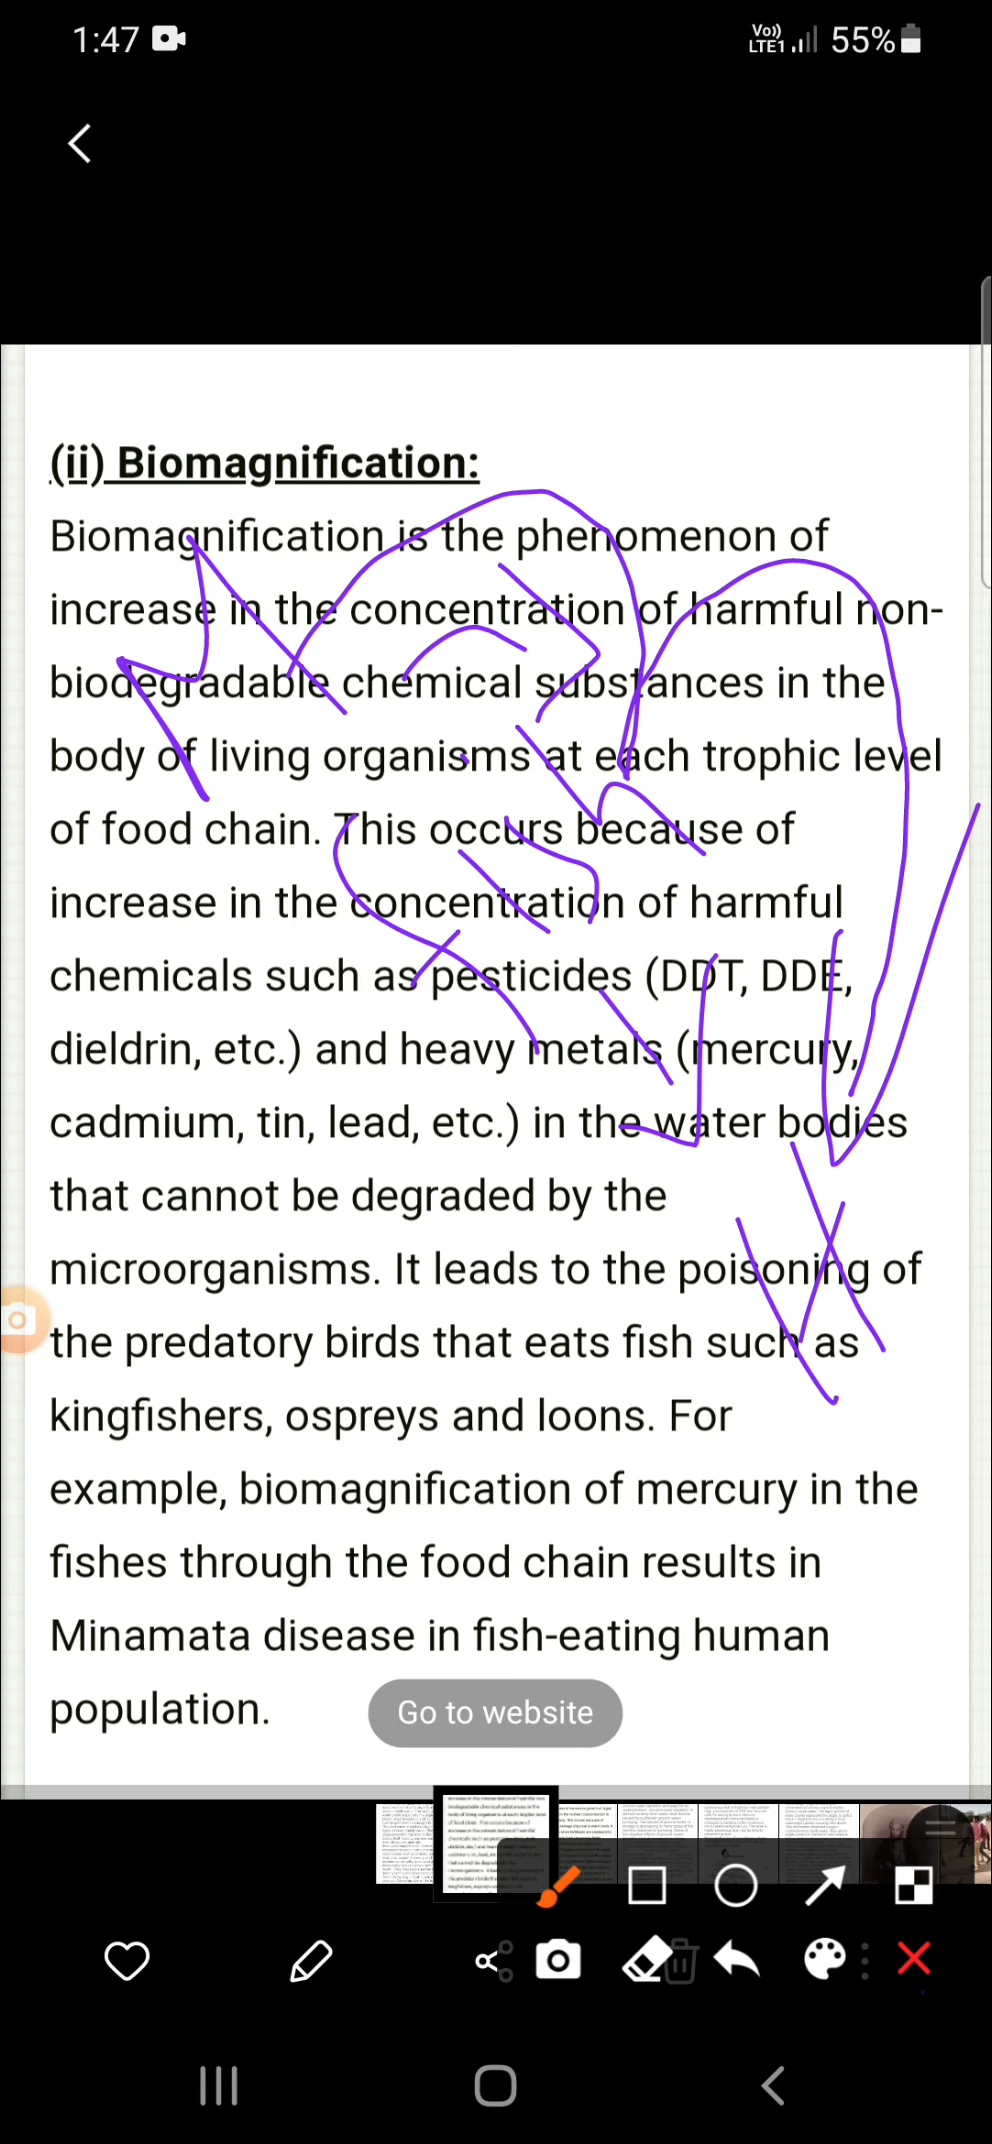 1:47
Vo)) LTE1 55%
(ii) Biomagnification:
Biomagnification is the phenomenon of
increase in the concentration of harmful non-
biodegradable chemical substances in the
body of living organisms at each trophic level
of food chain. This occurs because of
increase in the concentration of harmful
chemicals such as pesticides (DDT, DDE,
dieldrin, etc.) and heavy metals (mercury,
cadmium, tin, lead, etc.) in the water bodies
that cannot be degraded by the
microorganisms. It leads to the poisoning of
the predatory birds that eats fish such as
kingfishers, ospreys and loons. For
example, biomagnification of mercury in the
fishes through the food chain results in
Minamata disease in fish-eating human
population.
Go to website